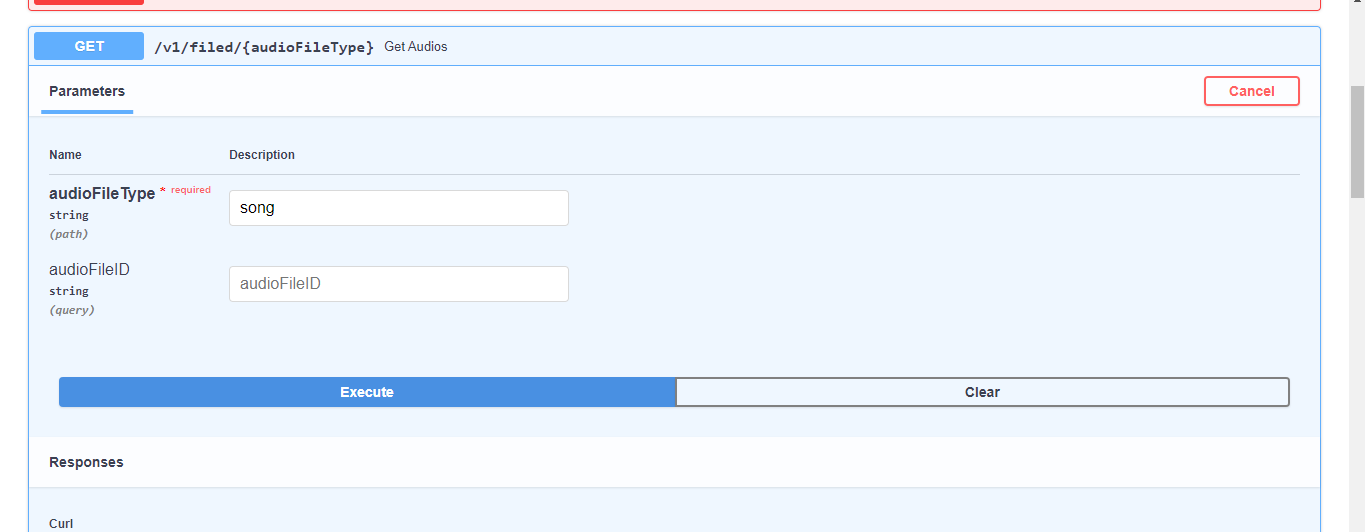 GET /v1/filed/{audioFileType} Get Audios
Parameters Cancel
Name Description
audioFileType * required song
string
(path)
audioFileID audioFileID
string
(query)
Execute Clear
Responses
Curl